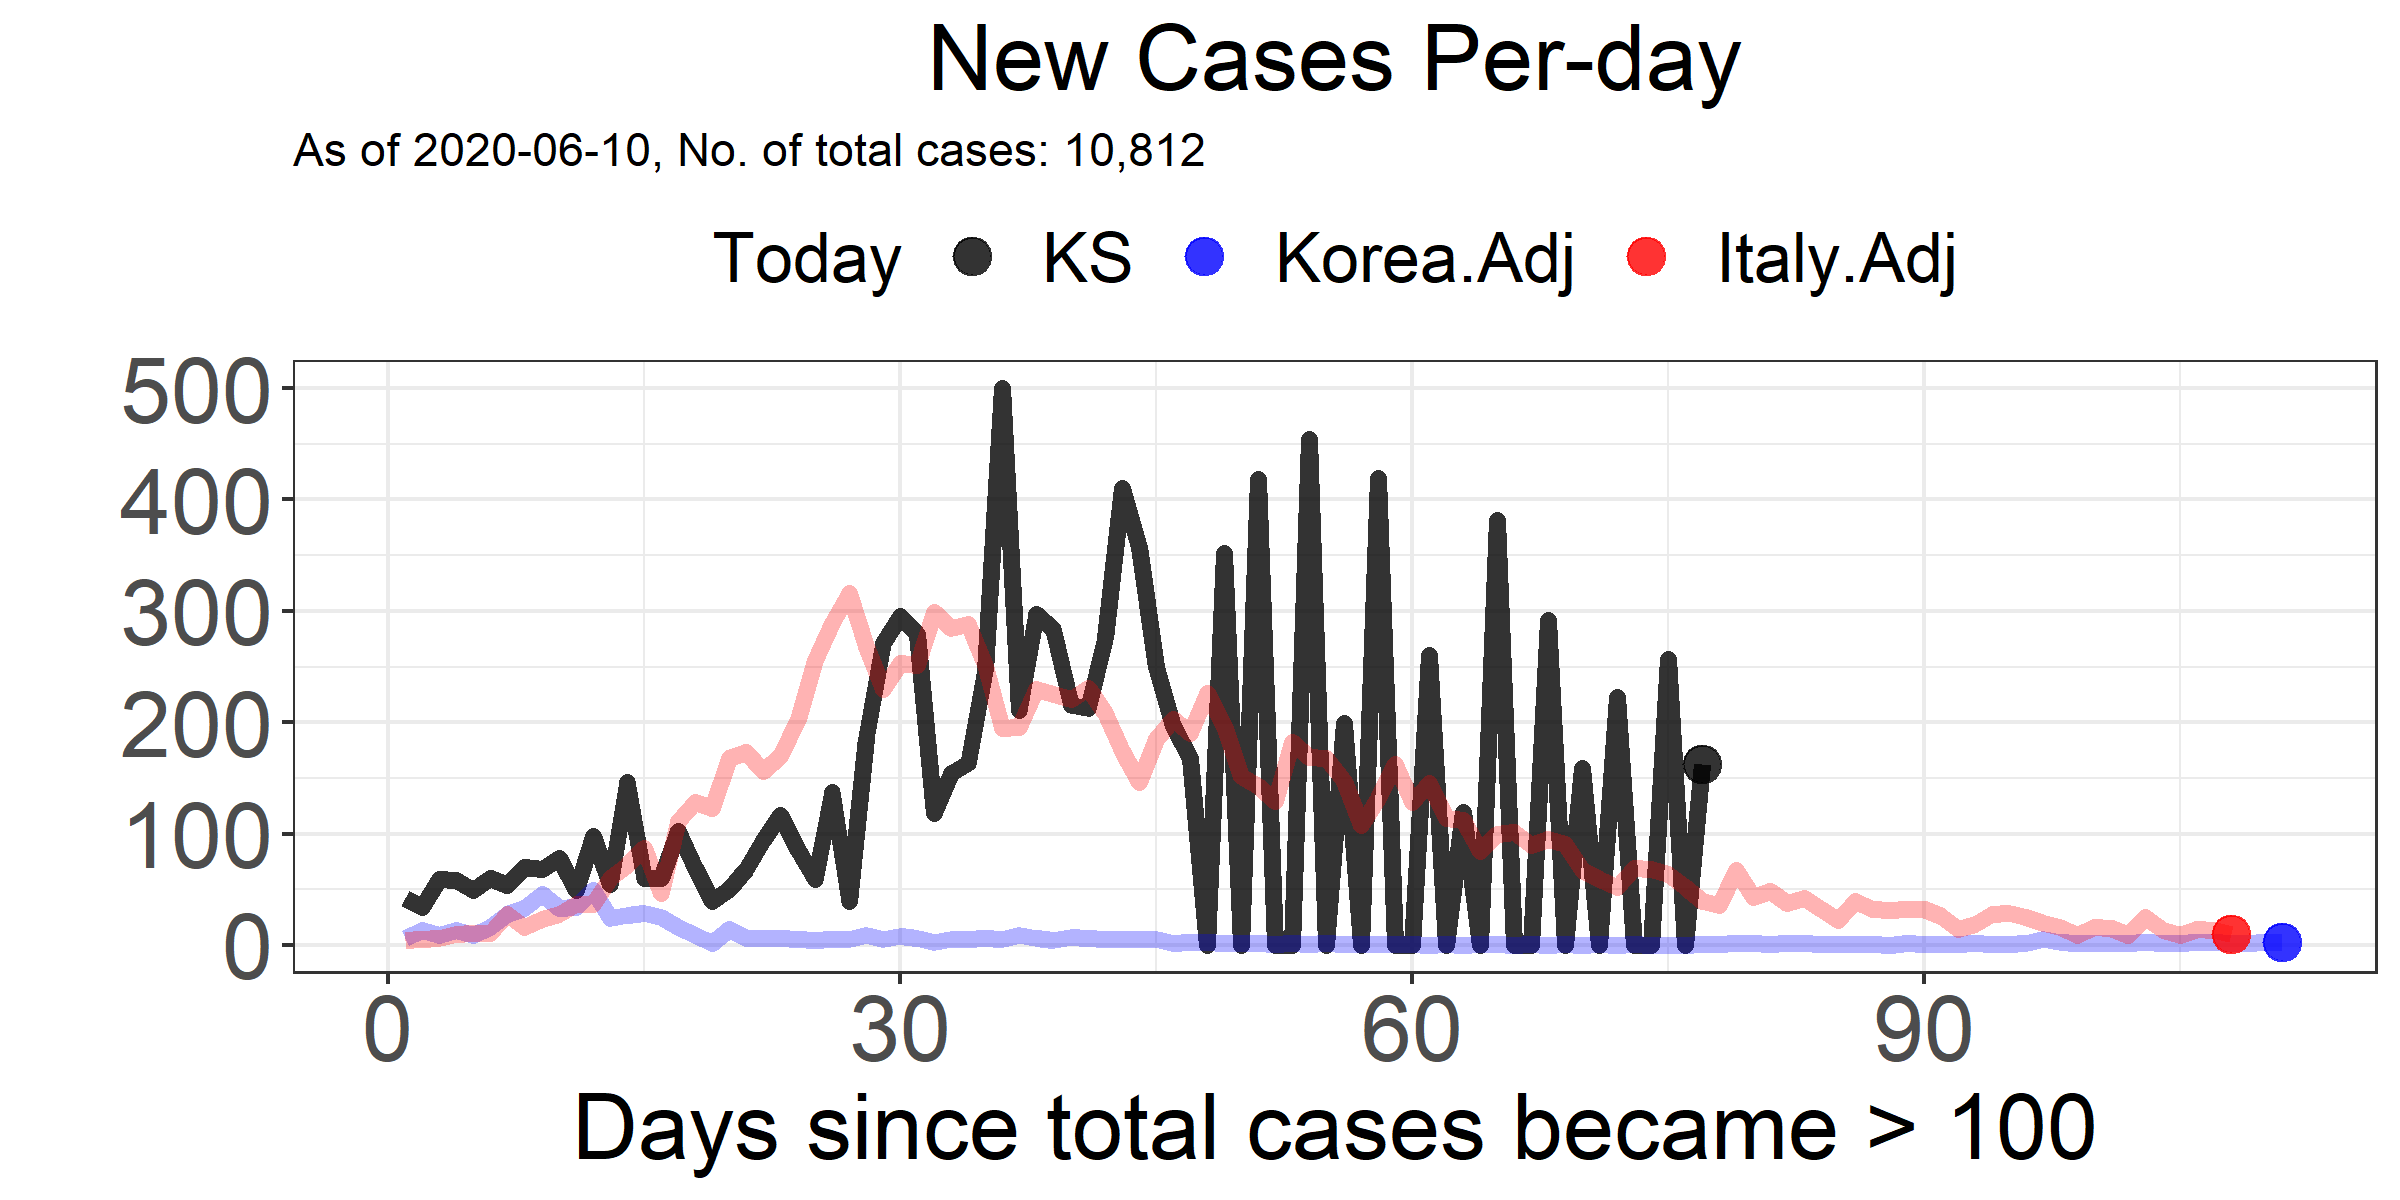 New Cases Per-day
As of 2020-06-10, No. of total cases: 10,812
Today KS Korea.Adj Italy.Adj
500
400
300
200
100
0
0 30 60 90
Days since total cases became > 100